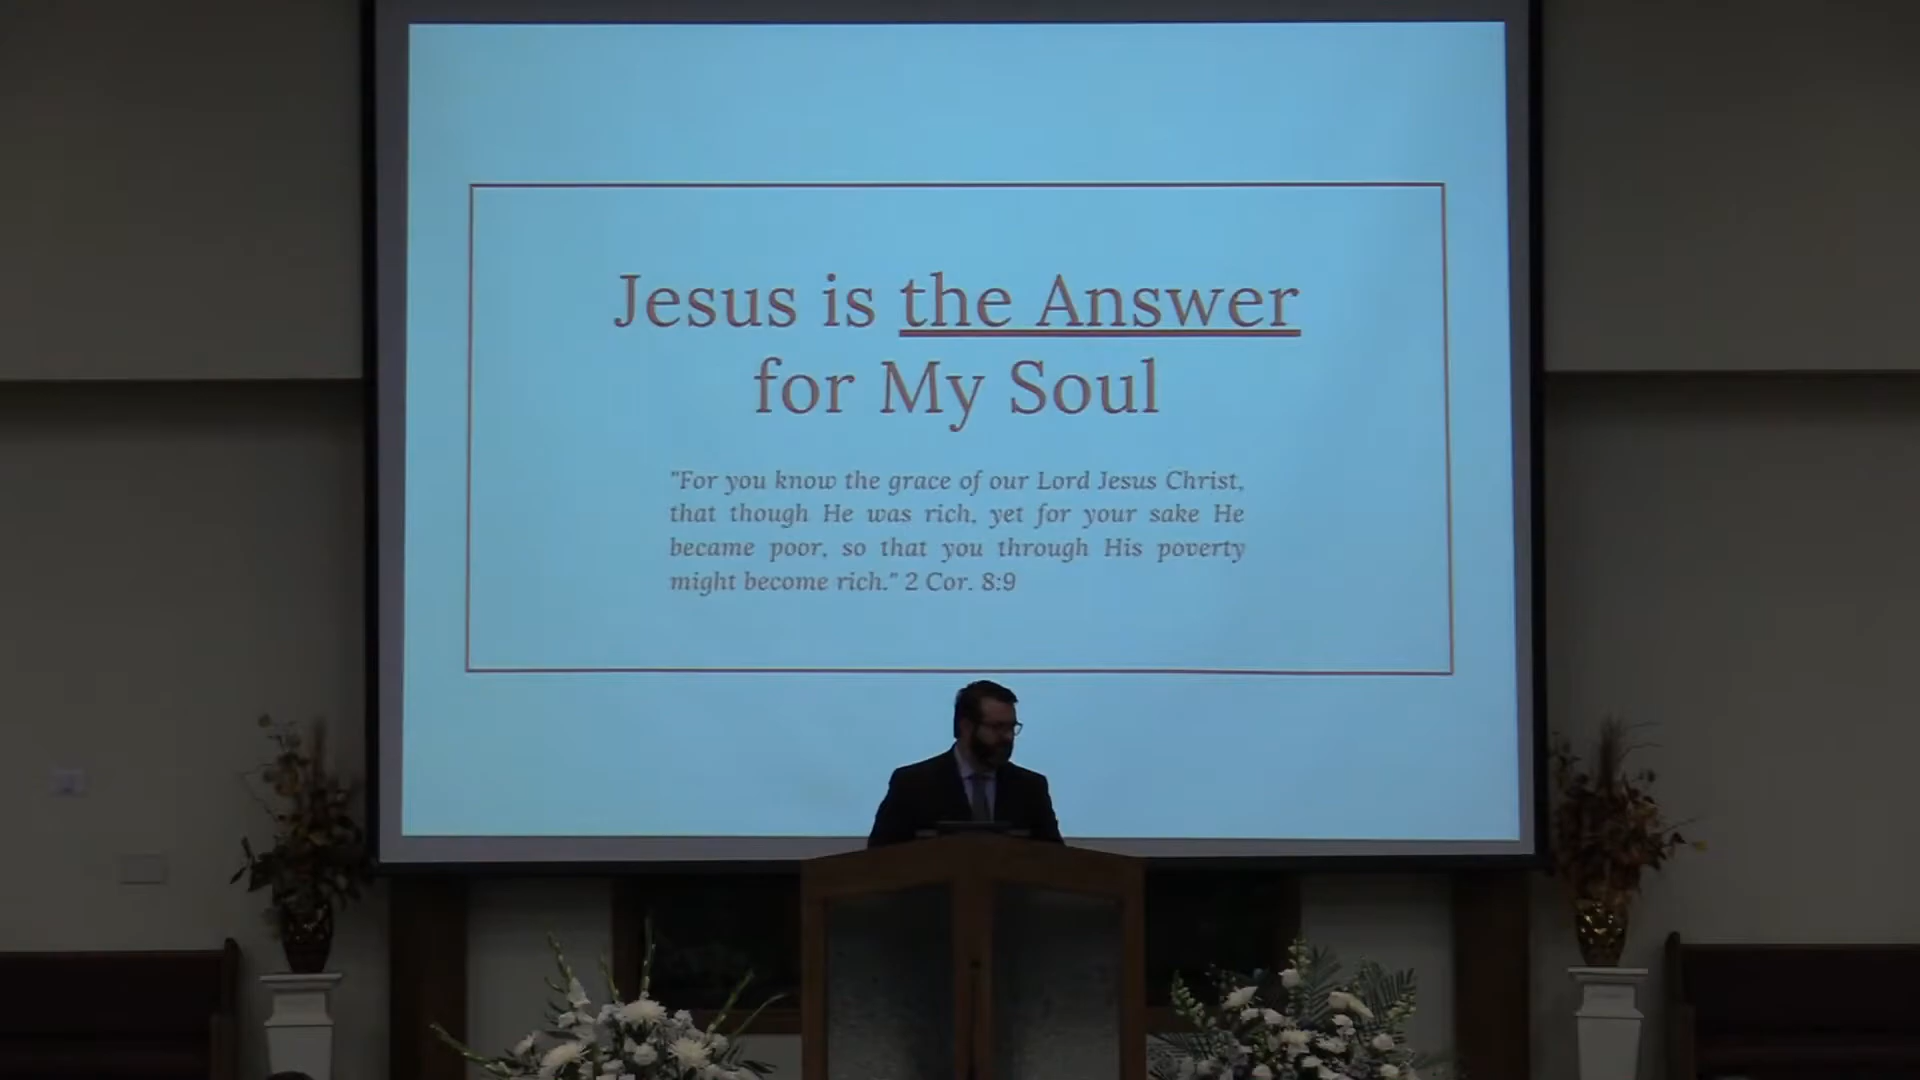 Jesus is the Answer
for My Soul
"For you know the grace of our Lord Jesus Christ,
that though He was rich, yet for your sake He
became poor, so that you through His poverty
might become rich." 2 Cor. 8:9